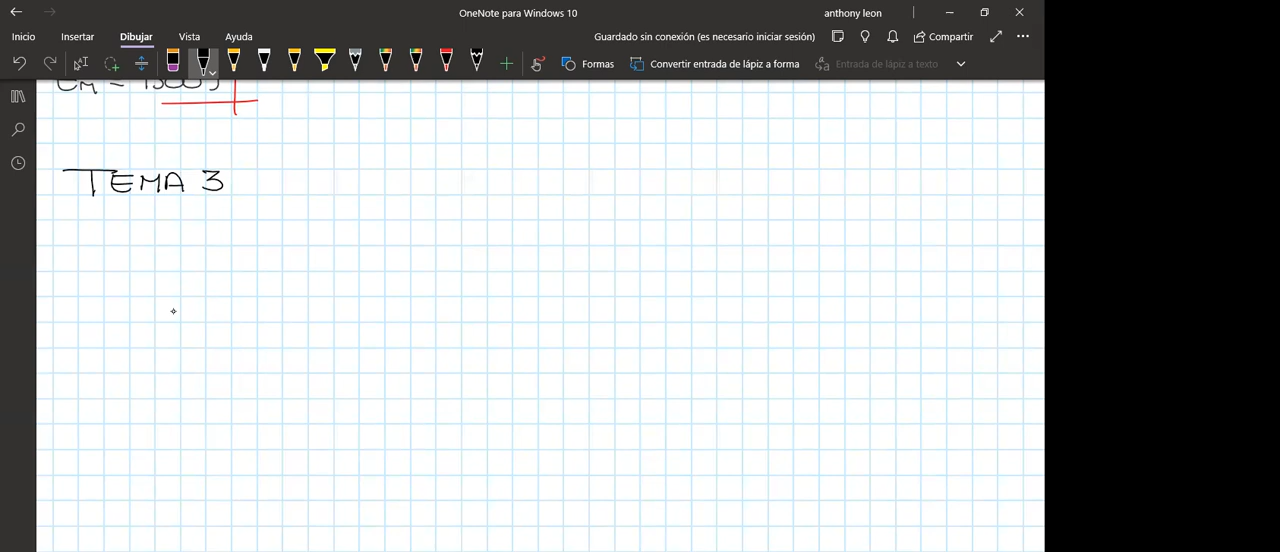 OneNote para Windows 10
anthony leon
Inicio Insertar Dibujar Vista Ayuda
Guardado sin conexión (es necesario iniciar sesión) Compartir
Formas Convertir entrada de lápiz a forma Entrada de lápiz a texto
TEMA 3